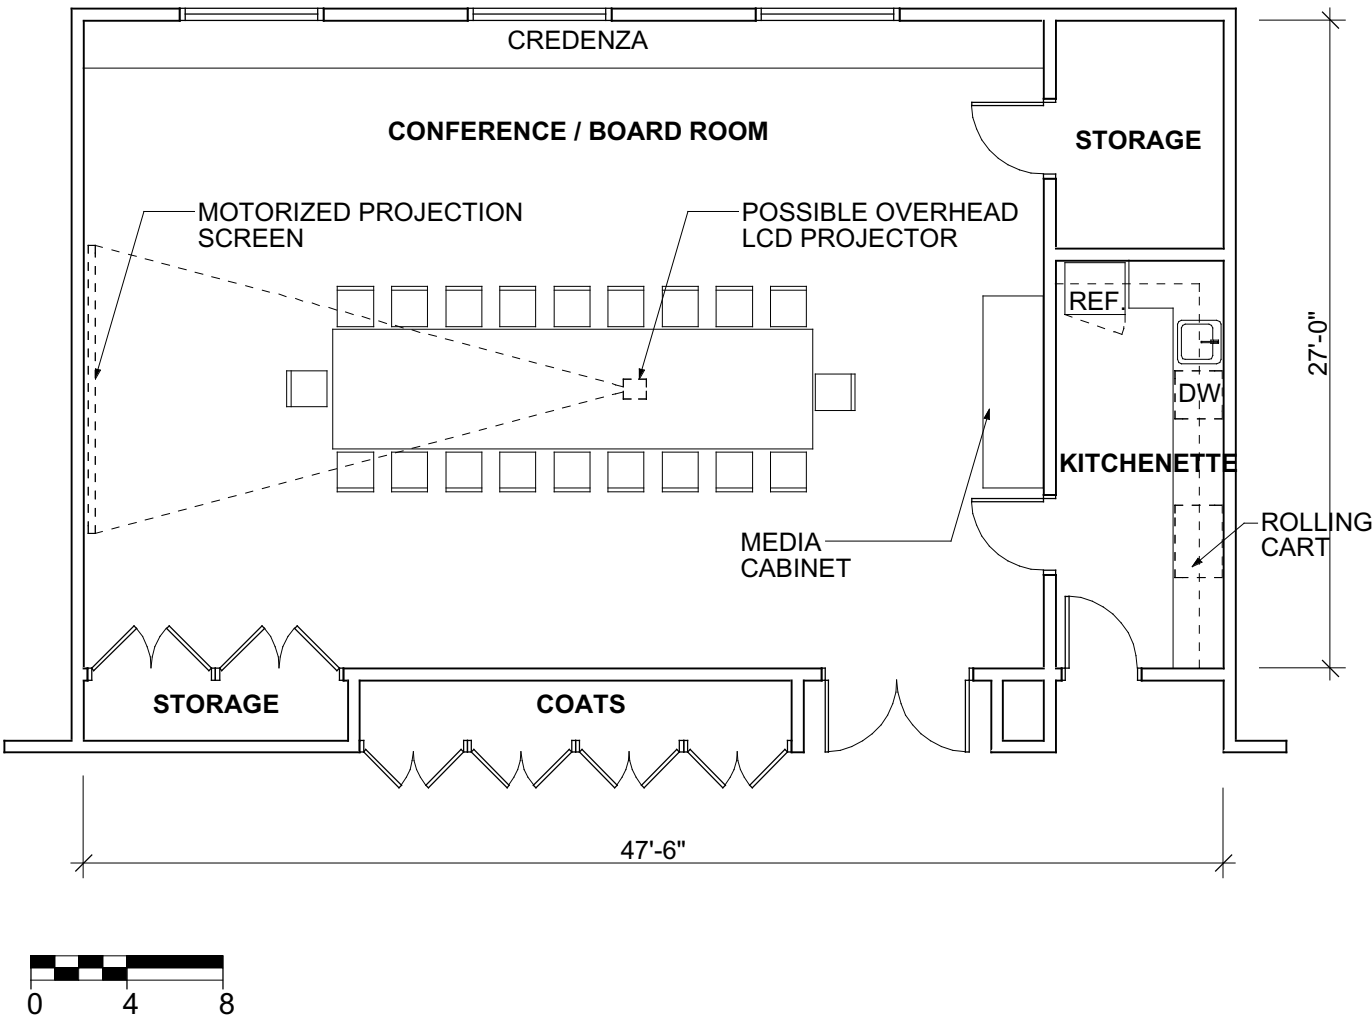 CREDENZA
CONFERENCE / BOARD ROOM
STORAGE
MOTORIZED PROJECTION
SCREEN
POSSIBLE OVERHEAD
LCD PROJECTOR
REF.
27'-0"
DW
KITCHENETTE
MEDIA
CABINET
ROLLING
CART
STORAGE
COATS
47'-6"
0 4 8